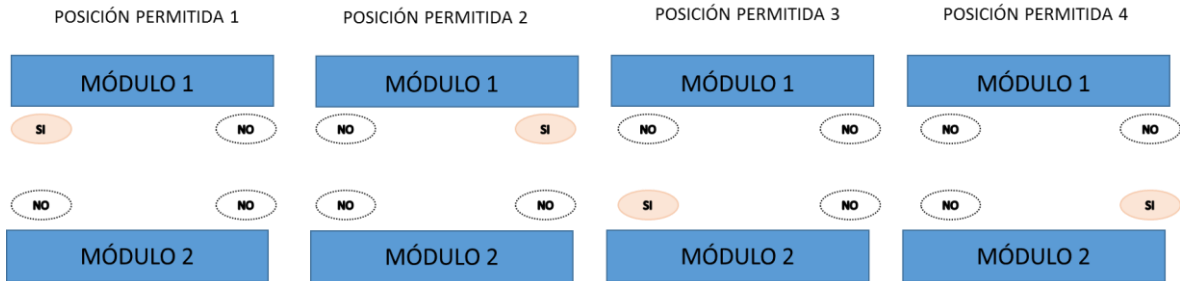 POSICIÓN PERMITIDA 1 POSICIÓN PERMITIDA 2 POSICIÓN PERMITIDA 3 POSICIÓN PERMITIDA 4
MÓDULO 1 MÓDULO 1 MÓDULO 1 MÓDULO 1
SI NO NO SI NO NO NO NO
NO NO NO NO SI NO NO SI
MÓDULO 2 MÓDULO 2 MÓDULO 2 MÓDULO 2